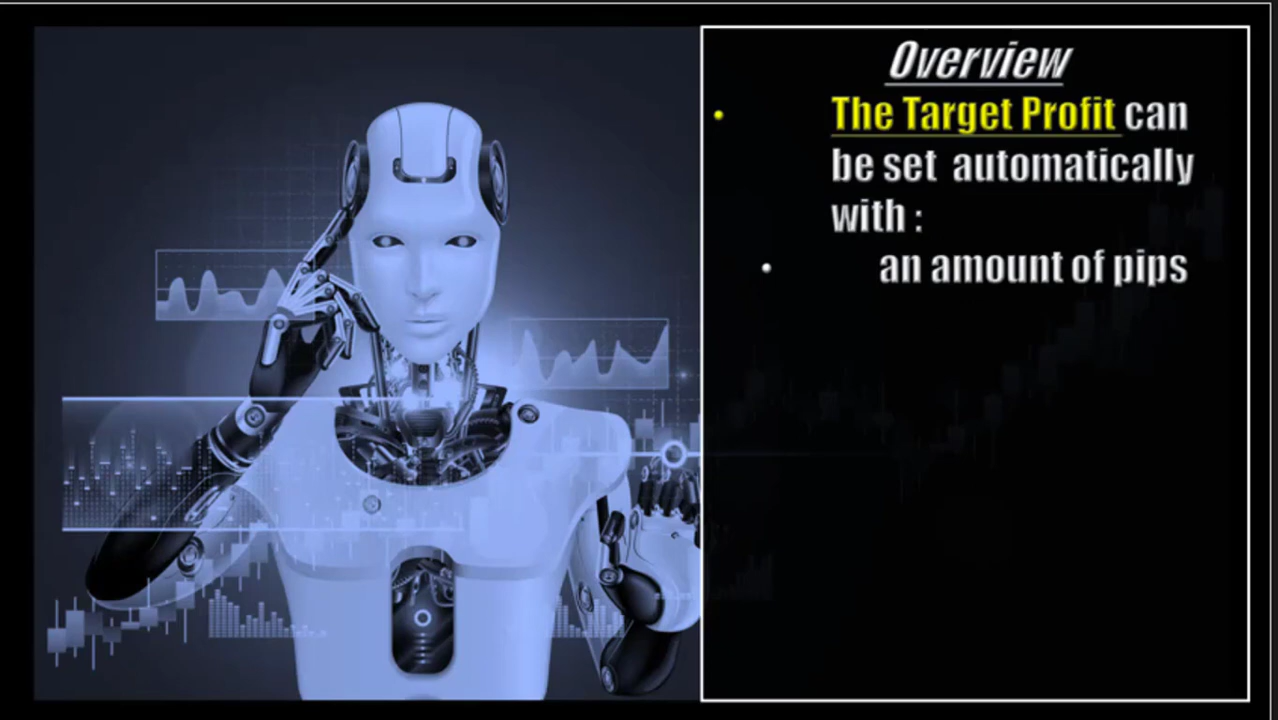 Overview
• The Target Profit can
be set automatically
with :
• an amount of pips